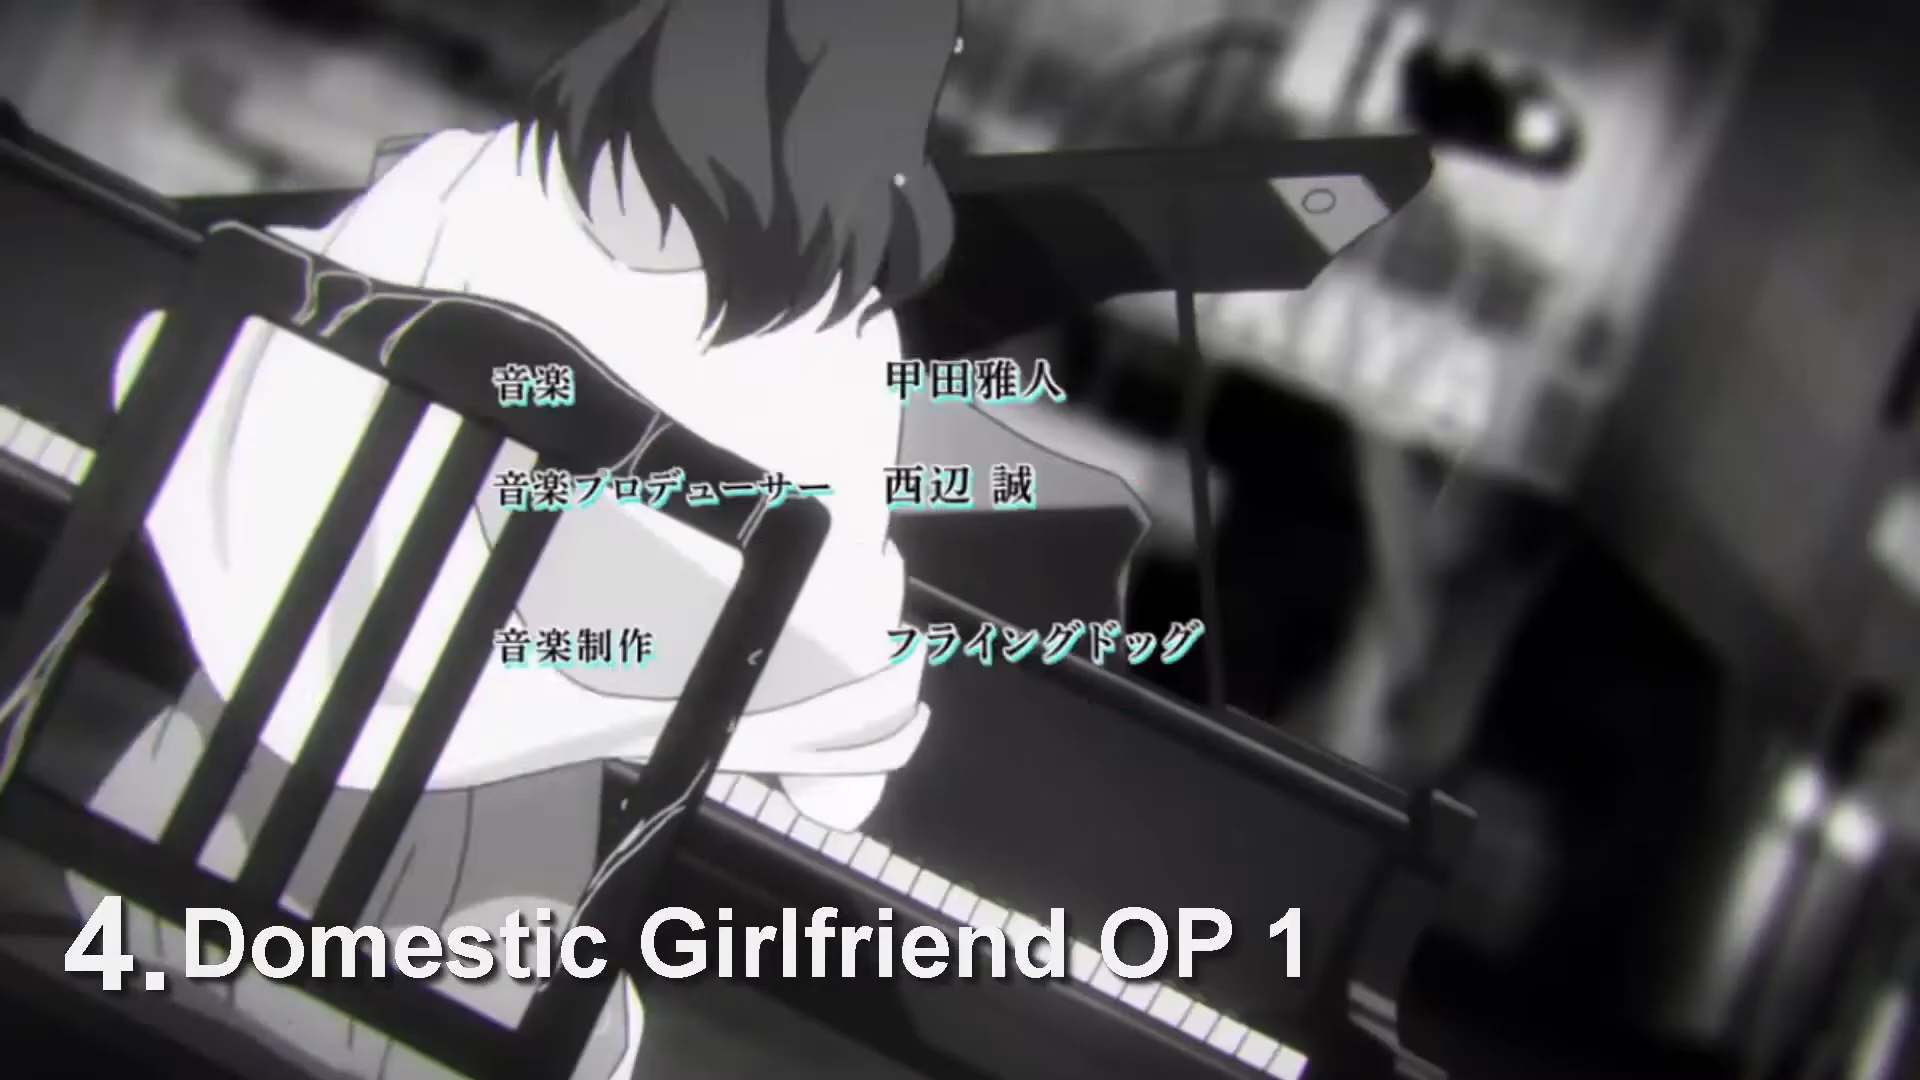 音楽 甲田雅人
音楽プロデューサー 西辺 誠
音楽制作 フライングドッグ
4. Domestic Girlfriend OP 1